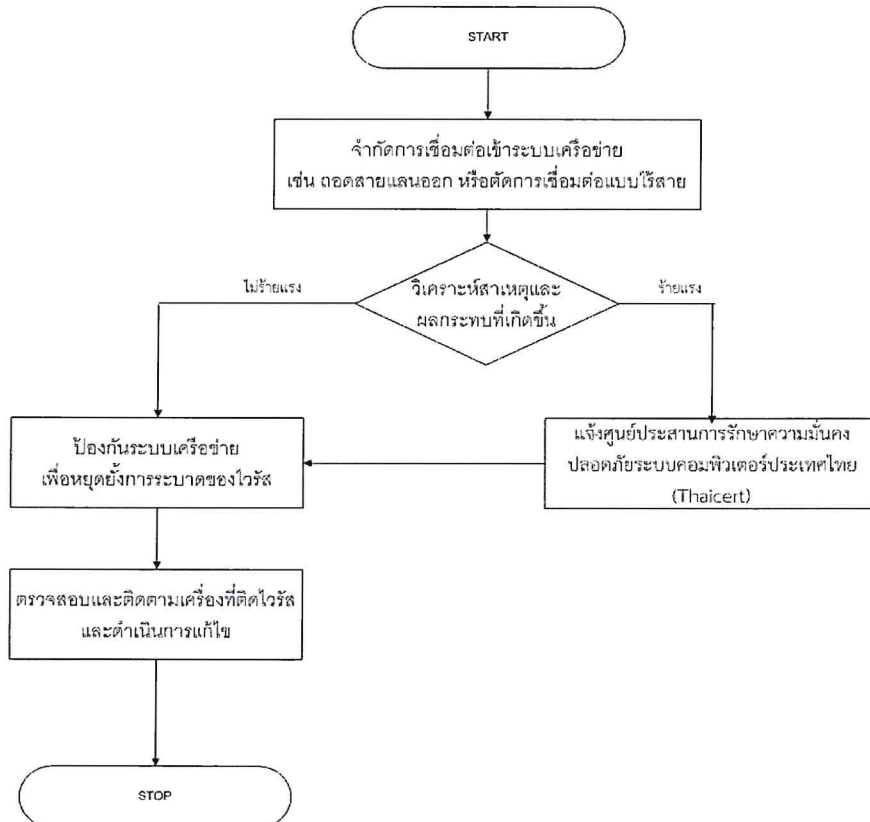 START
จำกัดการเชื่อมต่อเข้าระบบเครือข่าย
เช่น ถอดสายแลนออก หรือตัดการเชื่อมต่อแบบไร้สาย
วิเคราะห์สาเหตุและ
ผลกระทบที่เกิดขึ้น
ไม่ร้ายแรง
ร้ายแรง
แจ้งศูนย์ประสานการรักษาความมั่นคง
ปลอดภัยระบบคอมพิวเตอร์ประเทศไทย
(Thaicert)
ป้องกันระบบเครือข่าย
เพื่อหยุดยั้งการระบาดของไวรัส
ตรวจสอบและติดตามเครื่องที่ติดไวรัส
และดำเนินการแก้ไข
STOP